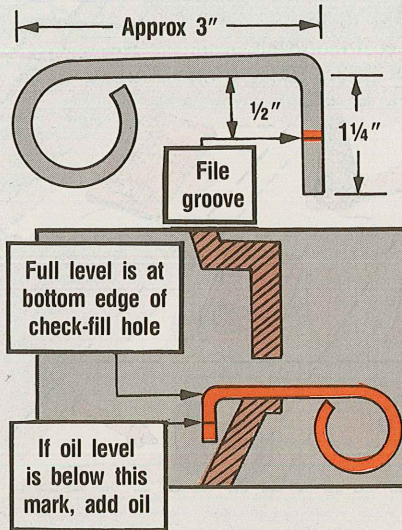 Approx 3"
1/2"
1 1/4"
File
groove
Full level is at
bottom edge of
check-fill hole
If oil level
is below this
mark, add oil